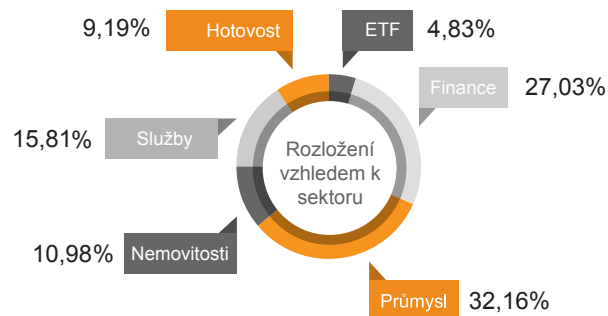 9,19%
Hotovost
ETF
4,83%
Finance
27,03%
15,81%
Služby
Rozložení
vzhledem k
sektoru
10,98%
Nemovitosti
Průmysl
32,16%